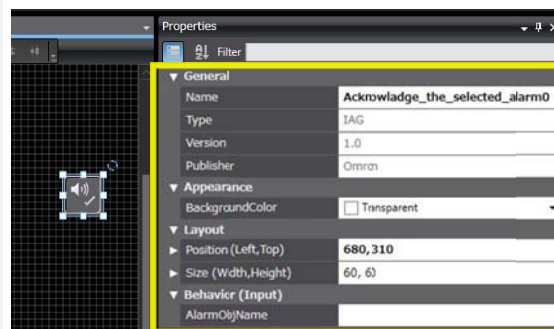 Properties
Filter
General
Name Acknowladge_the_selected_alarm0
Type IAG
Version 1.0
Publisher Omron
Appearance
BackgroundColor Transparent
Layout
Position (Left,Top) 680,310
Size (Width,Height) 60, 60
Behavior (Input)
AlarmObjName